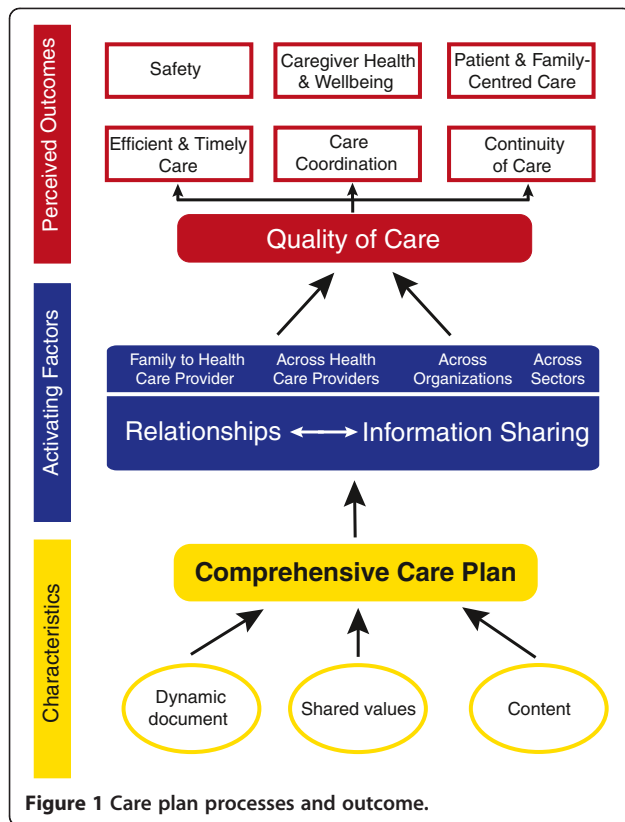 Perceived Outcomes
Safety
Caregiver Health
& Wellbeing
Patient & Family-
Centred Care
Efficient & Timely
Care
Care
Coordination
Continuity
of Care
Quality of Care
Activating Factors
Family to Health
Care Provider
Across Health
Care Providers
Across
Organizations
Across
Sectors
Relationships
Information Sharing
Characteristics
Comprehensive Care Plan
Dynamic
document
Shared values
Content
Figure 1 Care plan processes and outcome.